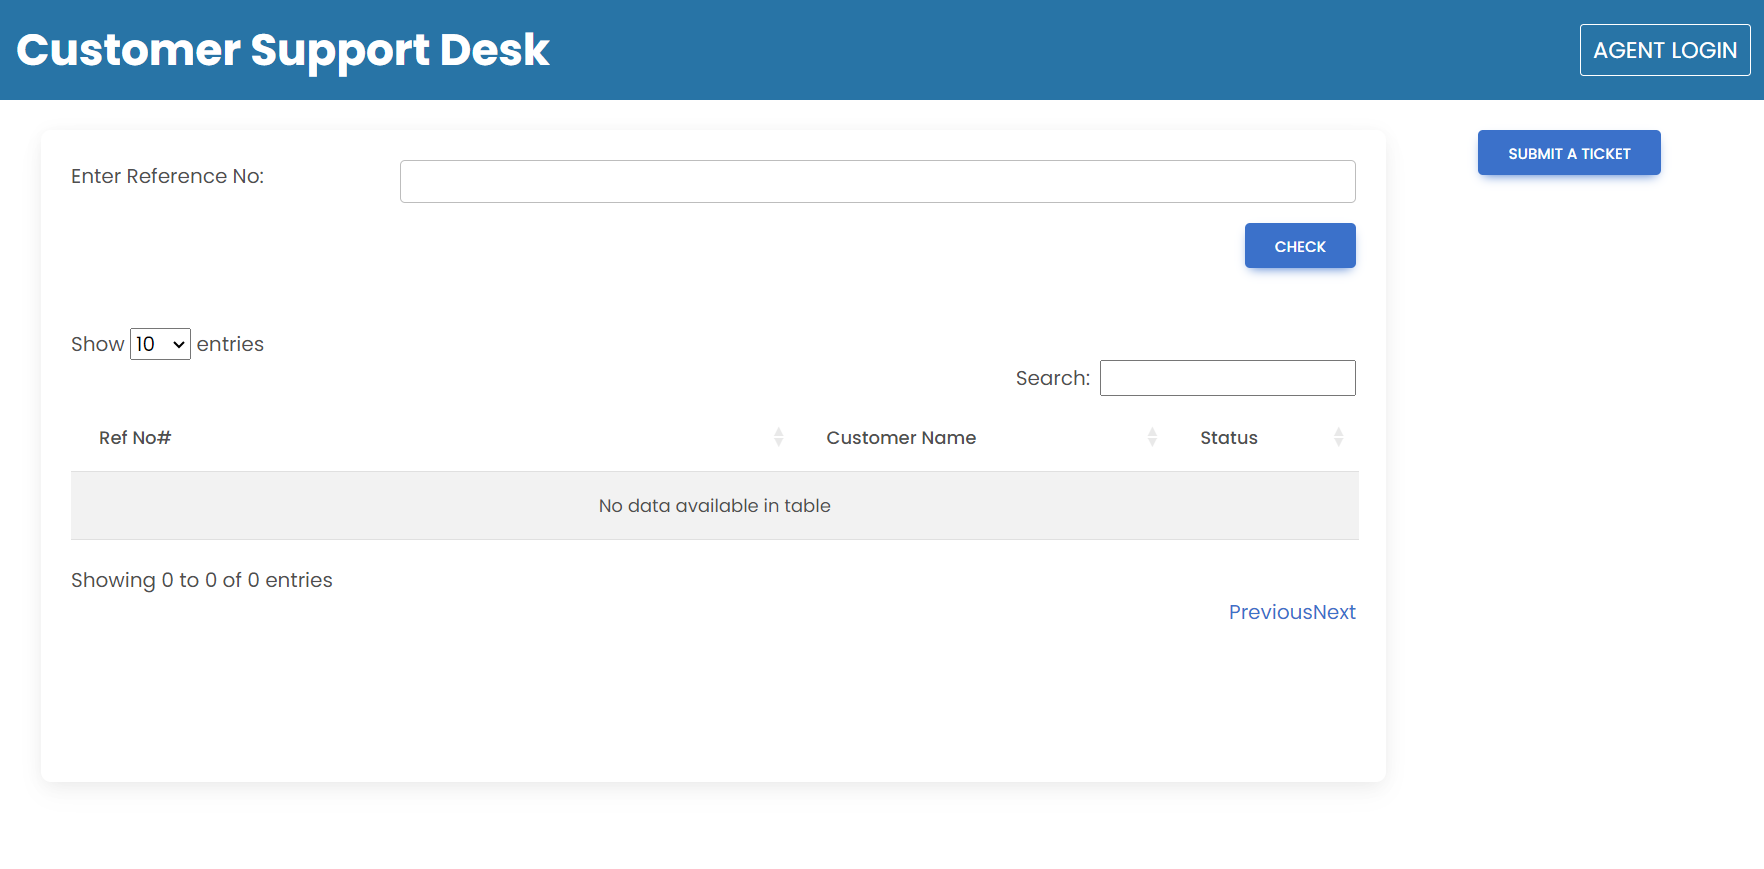 Customer Support Desk
AGENT LOGIN
Enter Reference No:
SUBMIT A TICKET
CHECK
Show 10 entries
Search:
Ref No# Customer Name Status
No data available in table
Showing 0 to 0 of 0 entries
PreviousNext